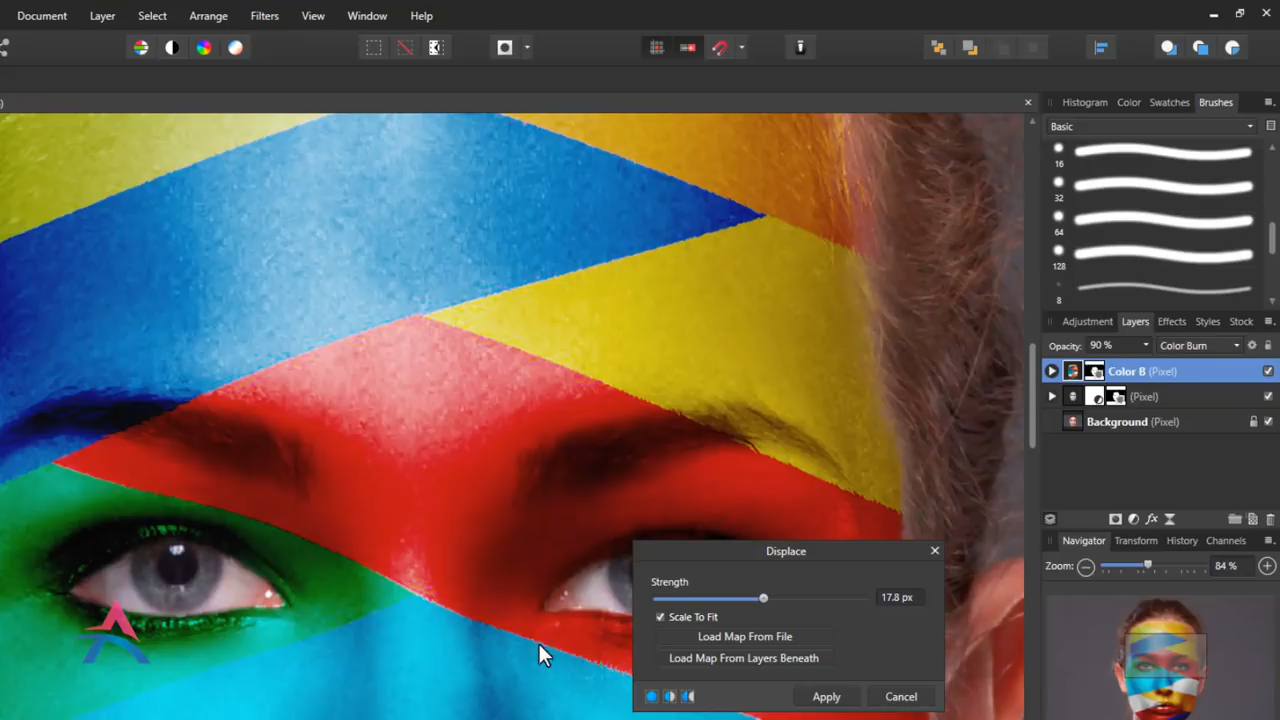 Document Layer Select Arrange Filters View Window Help
)
Histogram Color Swatches Brushes
Basic
16
32
64
128
8
Adjustment Layers Effects Styles Stock
Opacity: 90 % Color Burn
Color B (Pixel)
(Pixel)
Background (Pixel)
fx
Navigator Transform History Channels
Zoom: 84 %
Displace
Strength
17.8 px
Scale To Fit
Load Map From File
Load Map From Layers Beneath
Apply Cancel